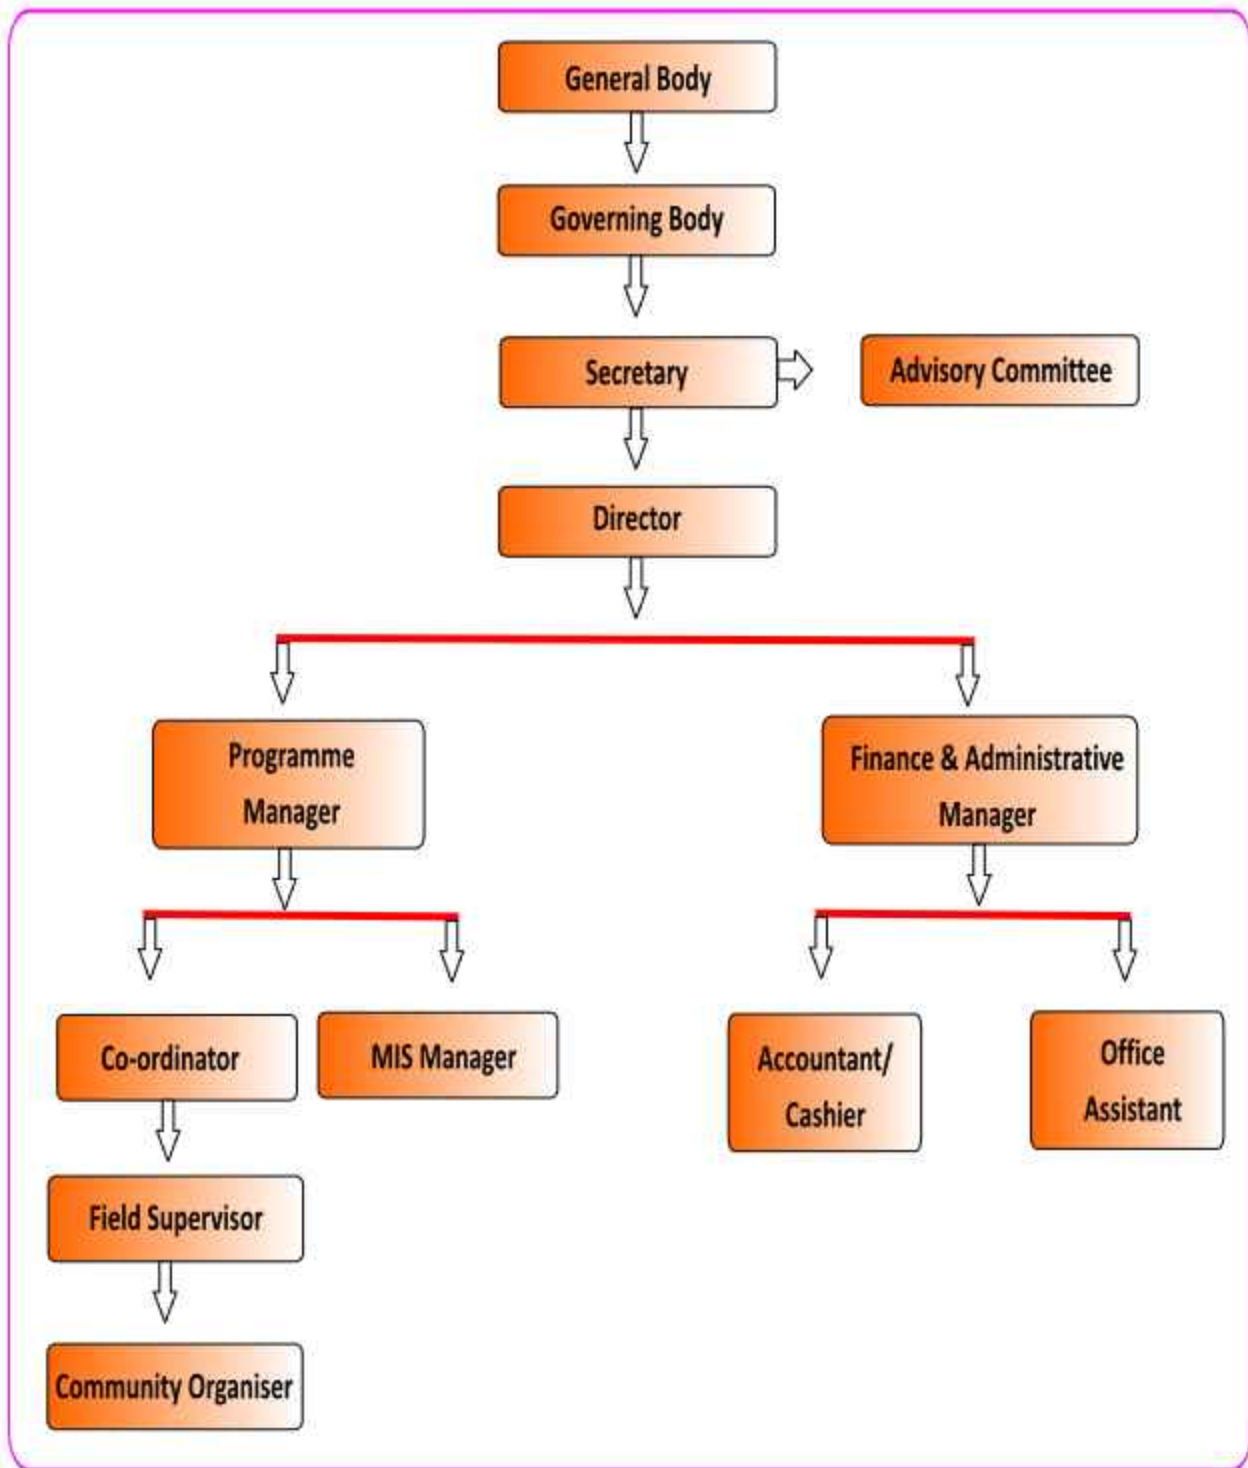 General Body
Governing Body
Secretary
Advisory Committee
Director
Programme
Manager
Finance & Administrative
Manager
Co-ordinator
MIS Manager
Accountant/
Cashier
Office
Assistant
Field Supervisor
Community Organiser